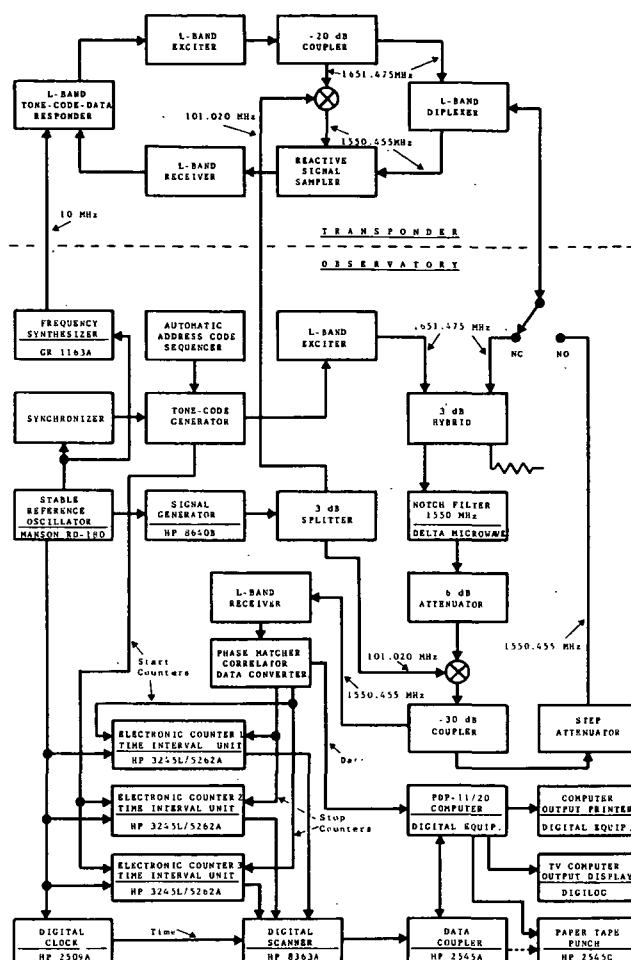 L-BAND
EXCITER
-20 dB
COUPLER
1651.475MHz
L-BAND
TONE-CODE-DATA
RESPONDER
101.020 MHz
L-BAND
DIPLEXER
1550.455MHz
L-BAND
RECEIVER
REACTIVE
SIGNAL
SAMPLER
10 MHz
TRANSPONDER
OBSERVATORY
FREQUENCY
SYNTHESIZER
GR 1163A
AUTOMATIC
ADDRESS CODE
SEQUENCER
L-BAND
EXCITER
1651.475 MHz
NC
NO
SYNCHRONIZER
TONE-CODE
GENERATOR
3 dB
HYBRID
STABLE
REFERENCE
OSCILLATOR
MANSON RD-180
SIGNAL
GENERATOR
HP 8640B
3 dB
SPLITTER
NOTCH FILTER
1550 MHz
DELTA MICROWAVE
L-BAND
RECEIVER
6 dB
ATTENUATOR
1550.455 MHz
PHASE MATCHER
CORRELATOR
DATA CONVERTER
101.020 MHz
Start
Counters
1550.455 MHz
-30 dB
COUPLER
STEP
ATTENUATOR
ELECTRONIC COUNTER 1
TIME INTERVAL UNIT
HP 3245L/5262A
ELECTRONIC COUNTER 2
TIME INTERVAL UNIT
HP 3245L/5262A
Stop
Counters
PDP-11/20
COMPUTER
DIGITAL EQUIP.
COMPUTER
OUTPUT PRINTER
DIGITAL EQUIP.
ELECTRONIC COUNTER 3
TIME INTERVAL UNIT
HP 3245L/5262A
TV COMPUTER
OUTPUT DISPLAY
DIGILOG
DIGITAL
CLOCK
HP 2509A
Time
DIGITAL
SCANNER
HP 8363A
DATA
COUPLER
HP 2545A
PAPER TAPE
PUNCH
HP 2545C